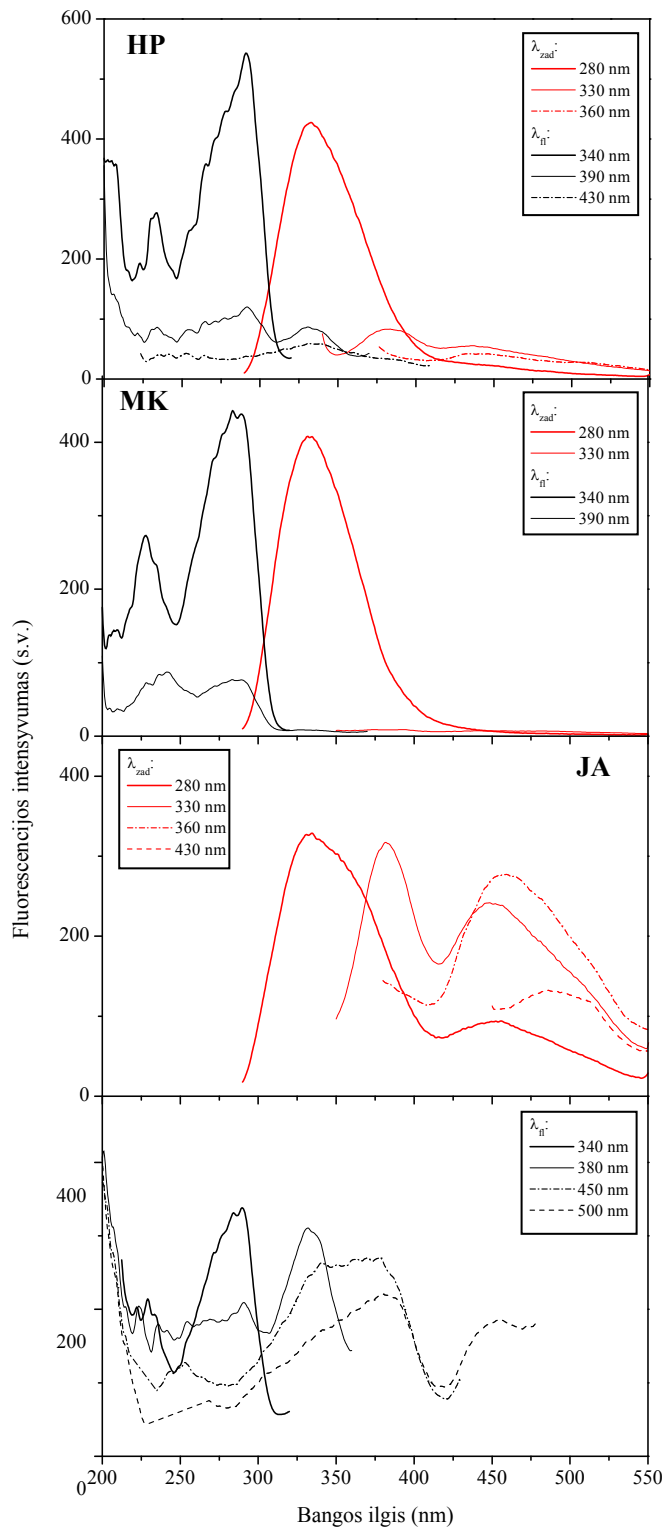 HP
600
400
200
0
λzad:
280 nm
330 nm
360 nm
λfl:
340 nm
390 nm
430 nm
MK
400
200
0
λzad:
280 nm
330 nm
λfl:
340 nm
390 nm
JA
400
200
0
λzad:
280 nm
330 nm
360 nm
430 nm
λfl:
340 nm
380 nm
450 nm
500 nm
400
200
0
Fluorescencijos intensyvumas (s.v.)
200 250 300 350 400 450 500 550
Bangos ilgis (nm)